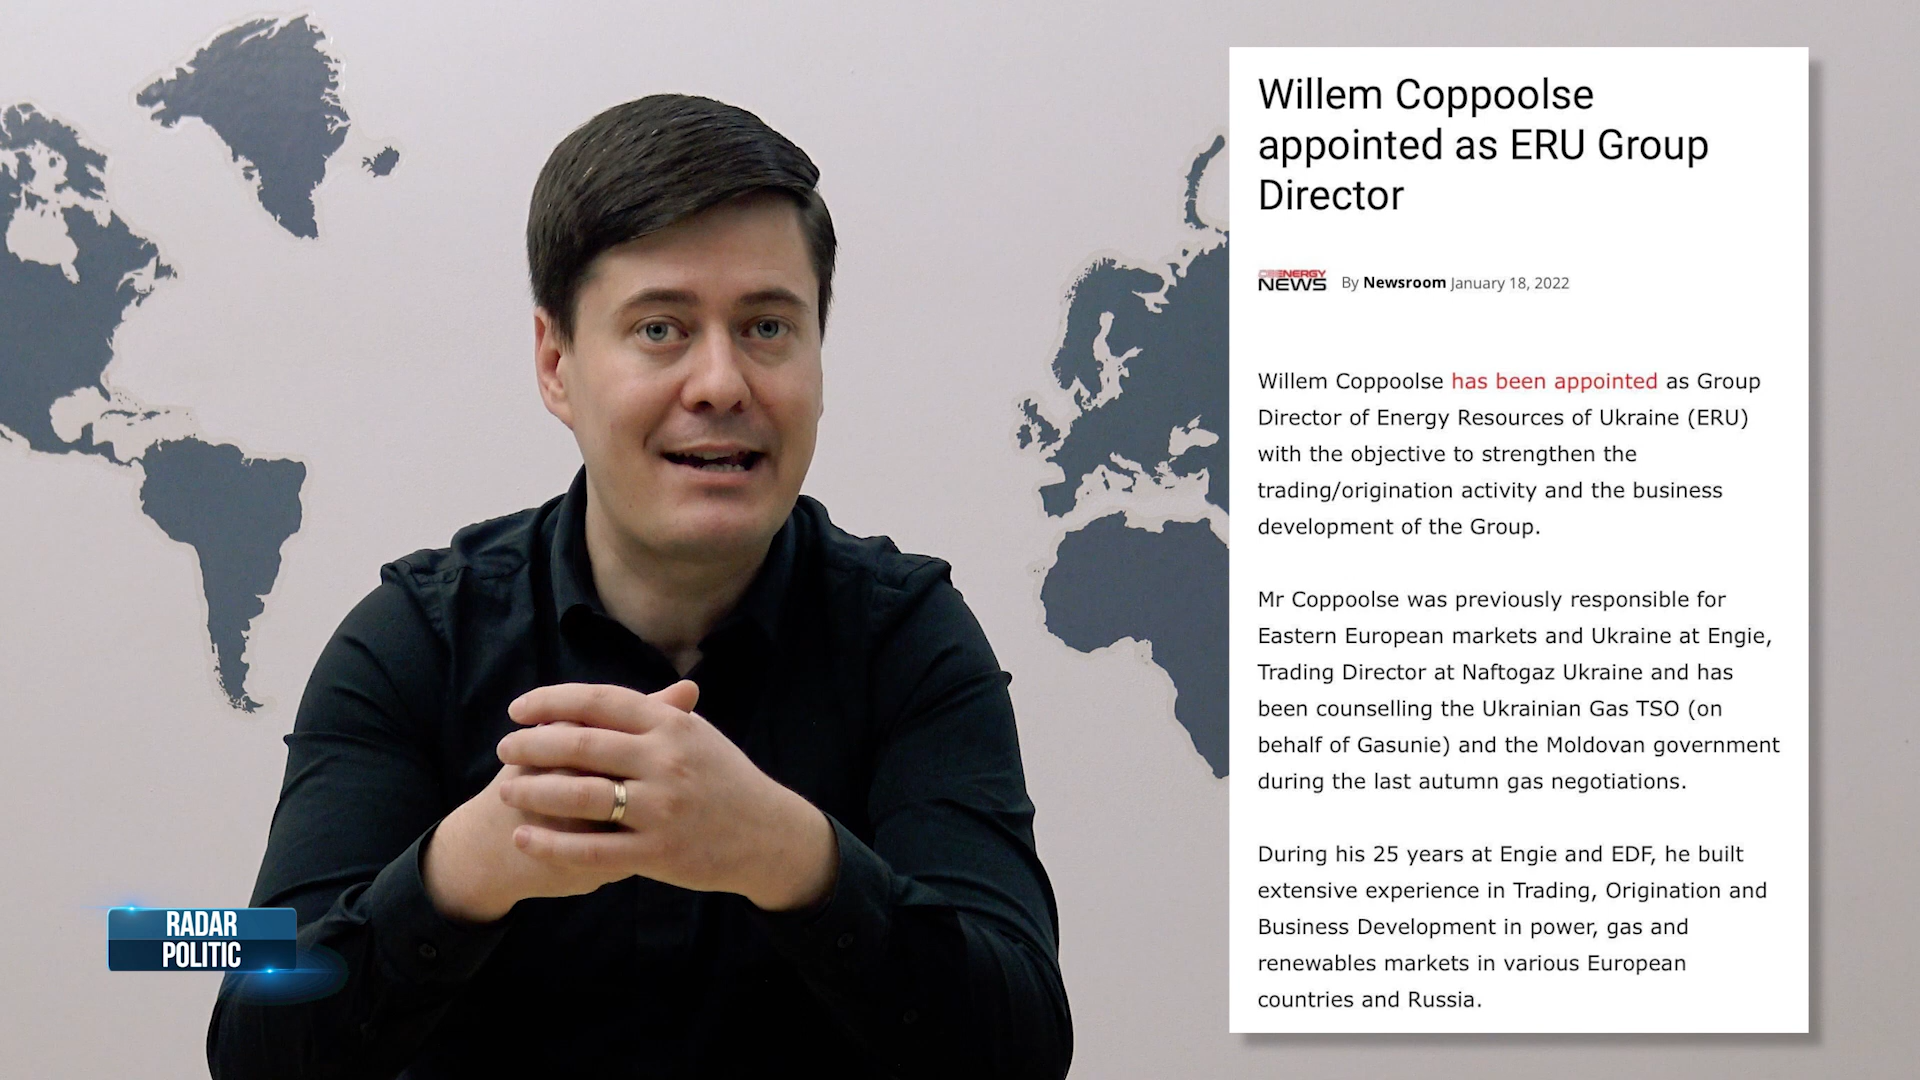 Willem Coppoolse
appointed as ERU Group
Director
ENERGY
NEWS
By Newsroom January 18, 2022
Willem Coppoolse has been appointed as Group
Director of Energy Resources of Ukraine (ERU)
with the objective to strengthen the
trading/origination activity and the business
development of the Group.
Mr Coppoolse was previously responsible for
Eastern European markets and Ukraine at Engie,
Trading Director at Naftogaz Ukraine and has
been counselling the Ukrainian Gas TSO (on
behalf of Gasunie) and the Moldovan government
during the last autumn gas negotiations.
During his 25 years at Engie and EDF, he built
extensive experience in Trading, Origination and
Business Development in power, gas and
renewables markets in various European
countries and Russia.
RADAR
POLITIC